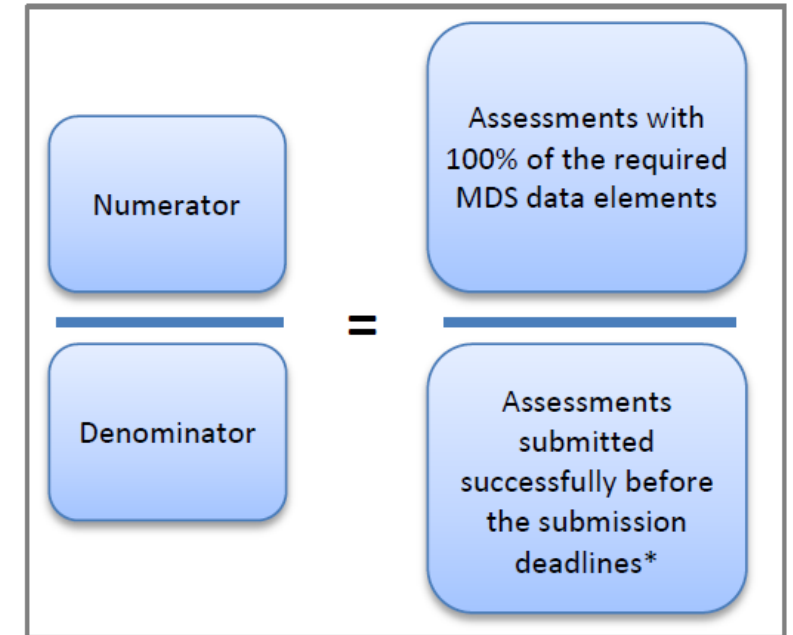 Numerator
Denominator
=
Assessments with
100% of the required
MDS data elements
Assessments
submitted
successfully before
the submission
deadlines*